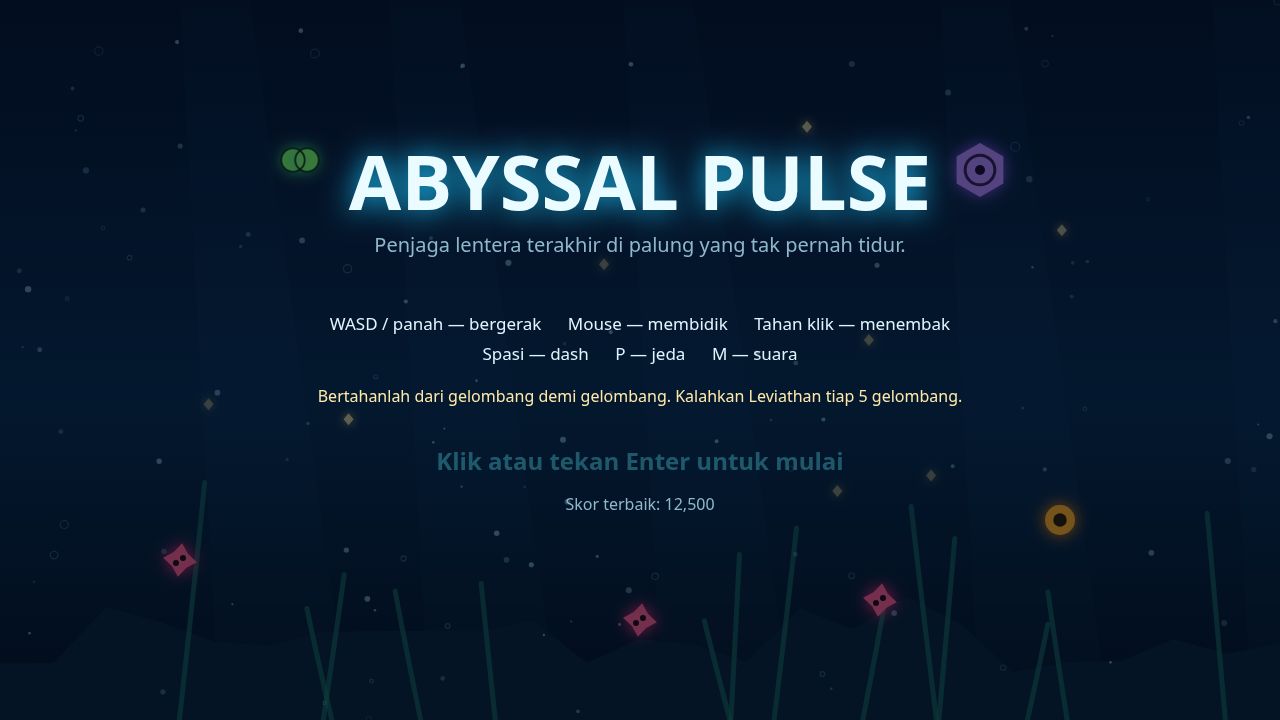 ABYSSAL PULSE
Penjaga lentera terakhir di palung yang tak pernah tidur.
WASD / panah — bergerak Mouse — membidik Tahan klik — menembak
Spasi — dash P — jeda M — suara
Bertahanlah dari gelombang demi gelombang. Kalahkan Leviathan tiap 5 gelombang.
Klik atau tekan Enter untuk mulai
Skor terbaik: 12,500